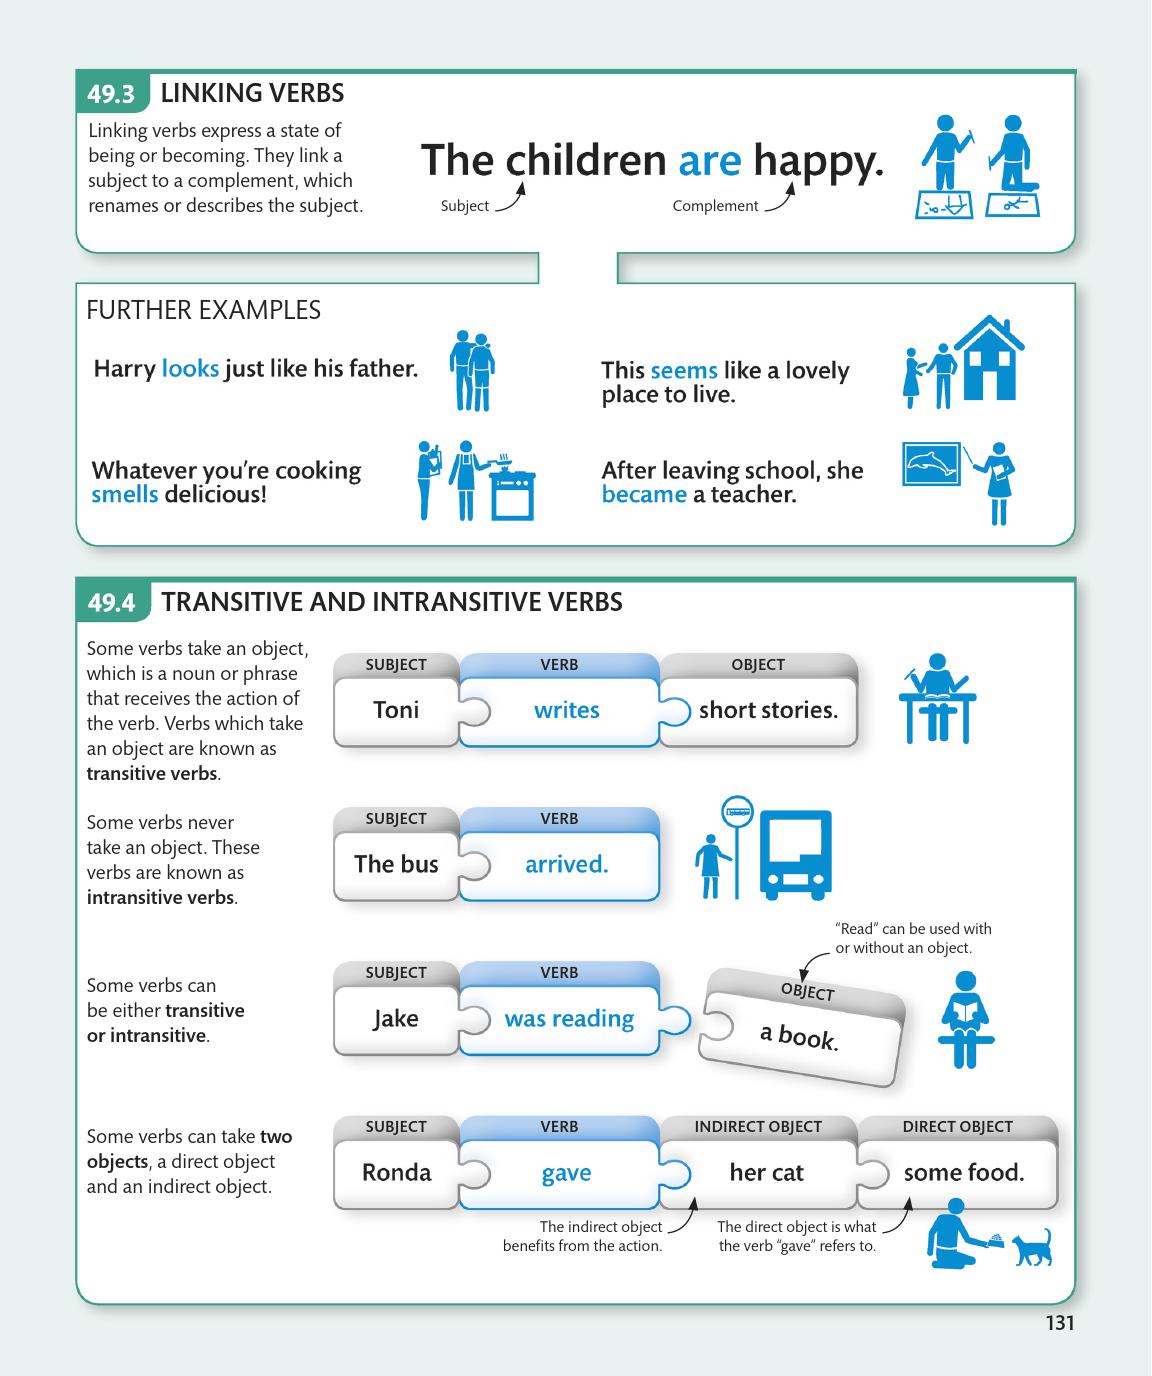 49.3 LINKING VERBS
Linking verbs express a state of
being or becoming. They link a
subject to a complement, which
renames or describes the subject.
The children are happy.
Subject
Complement
FURTHER EXAMPLES
Harry looks just like his father.
This seems like a lovely
place to live.
Whatever you’re cooking
smells delicious!
After leaving school, she
became a teacher.
49.4 TRANSITIVE AND INTRANSITIVE VERBS
Some verbs take an object,
which is a noun or phrase
that receives the action of
the verb. Verbs which take
an object are known as
transitive verbs.
SUBJECT VERB OBJECT
Toni writes short stories.
Some verbs never
take an object. These
verbs are known as
intransitive verbs.
SUBJECT VERB
The bus arrived.
“Read” can be used with
or without an object.
Some verbs can
be either transitive
or intransitive.
SUBJECT VERB OBJECT
Jake was reading a book.
Some verbs can take two
objects, a direct object
and an indirect object.
SUBJECT VERB INDIRECT OBJECT DIRECT OBJECT
Ronda gave her cat some food.
The indirect object
benefits from the action.
The direct object is what
the verb “gave” refers to.
131